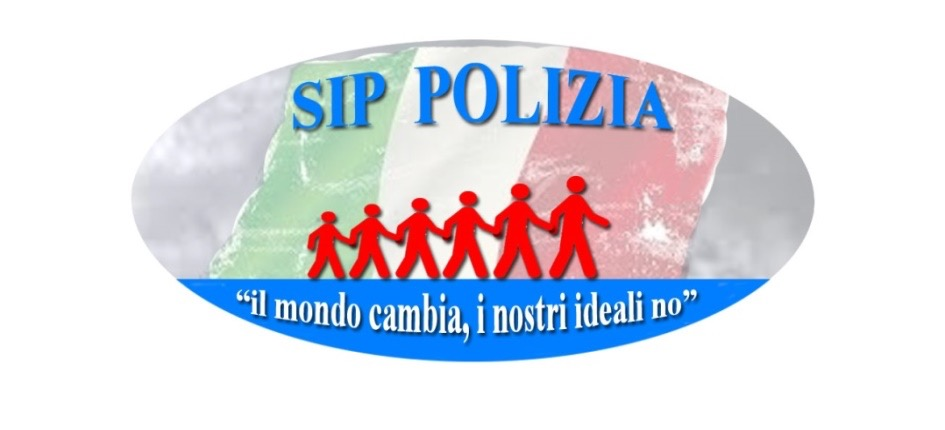 SIP POLIZIA
“il mondo cambia, i nostri ideali no”